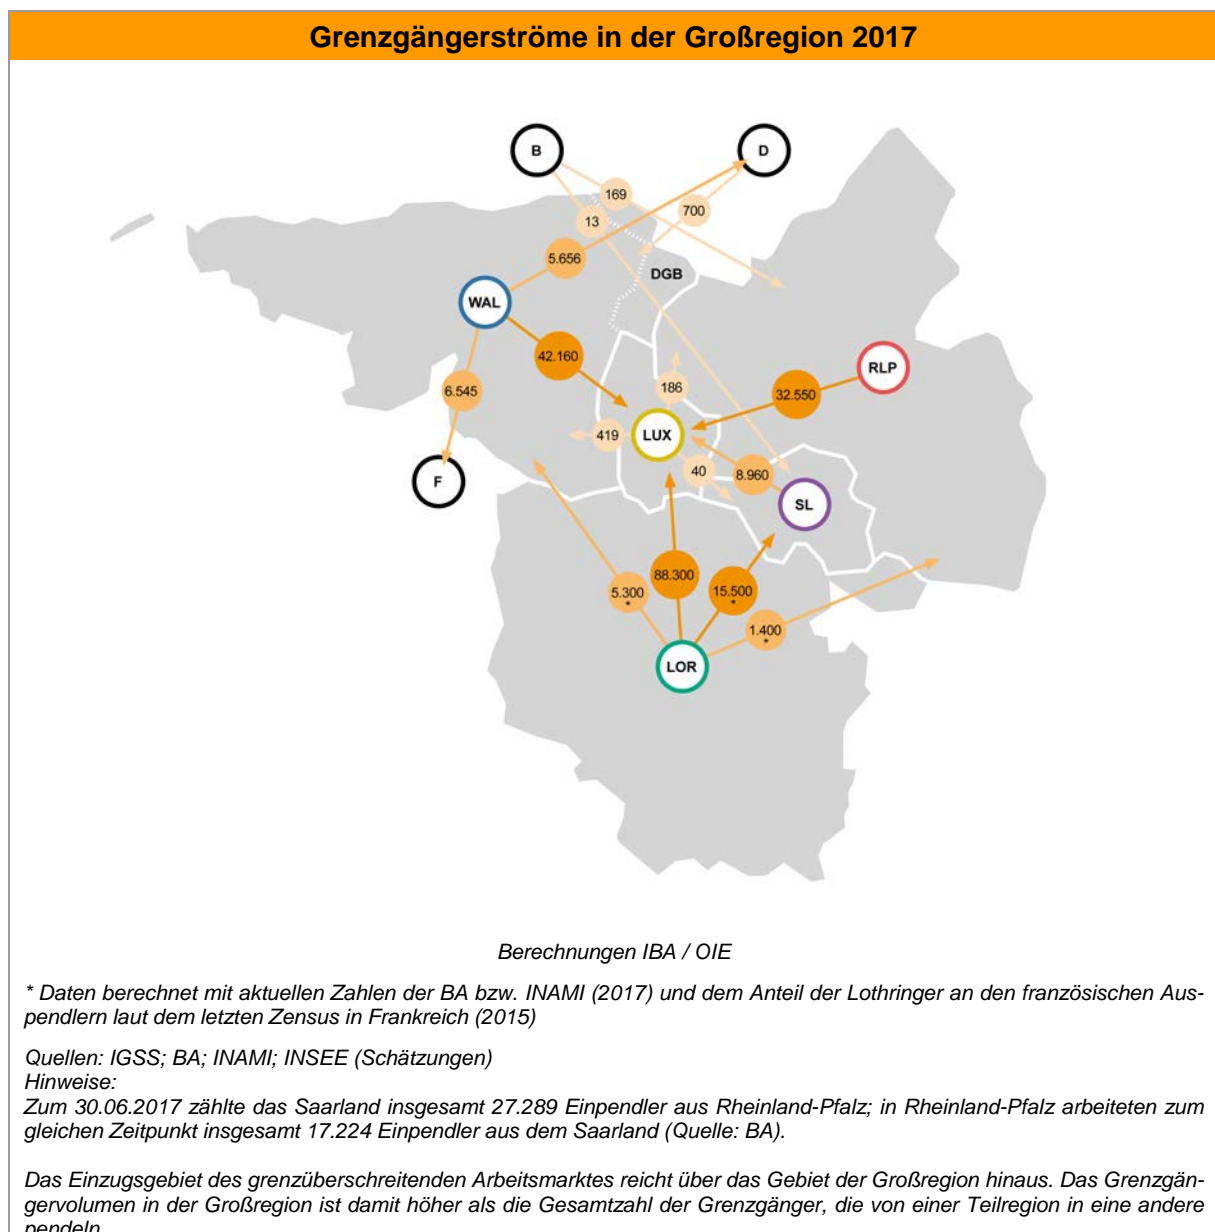 Grenzgängerströme in der Großregion 2017
B
D
169
13
700
5.656
DGB
WAL
42.160
RLP
6.545
186
32.550
LUX
419
40
8.960
F
SL
88.300
5.300
*
15.500
*
1.400
*
LOR
Berechnungen IBA / OIE
* Daten berechnet mit aktuellen Zahlen der BA bzw. INAMI (2017) und dem Anteil der Lothringer an den französischen Aus-
pendlern laut dem letzten Zensus in Frankreich (2015)
Quellen: IGSS; BA; INAMI; INSEE (Schätzungen)
Hinweise:
Zum 30.06.2017 zählte das Saarland insgesamt 27.289 Einpendler aus Rheinland-Pfalz; in Rheinland-Pfalz arbeiteten zum
gleichen Zeitpunkt insgesamt 17.224 Einpendler aus dem Saarland (Quelle: BA).
Das Einzugsgebiet des grenzüberschreitenden Arbeitsmarktes reicht über das Gebiet der Großregion hinaus. Das Grenzgän-
gervolumen in der Großregion ist damit höher als die Gesamtzahl der Grenzgänger, die von einer Teilregion in eine andere
pendeln